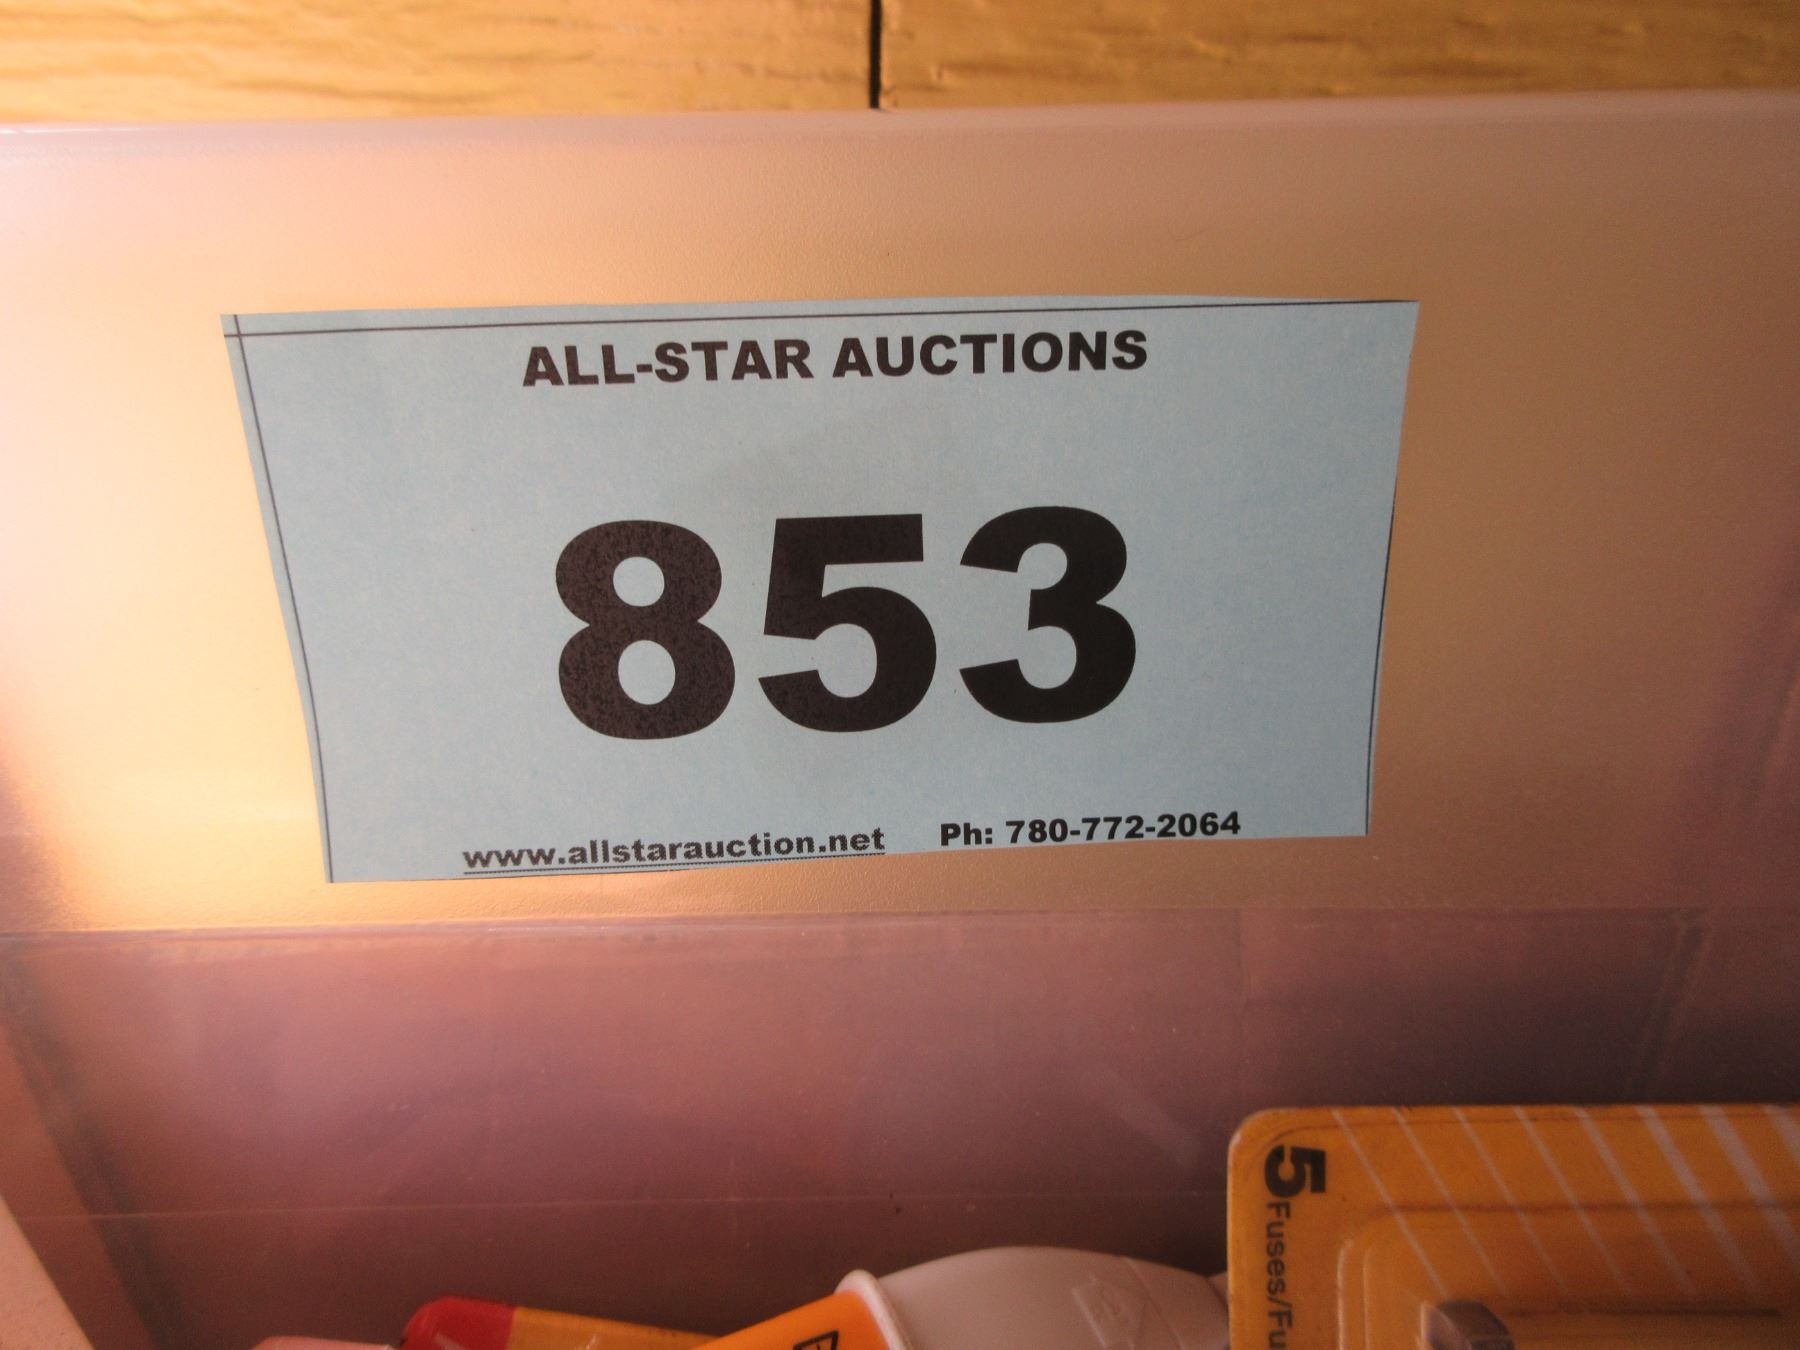 ALL-STAR AUCTIONS
853
www.allstarauction.net Ph: 780-772-2064
5 Fuses/Fu